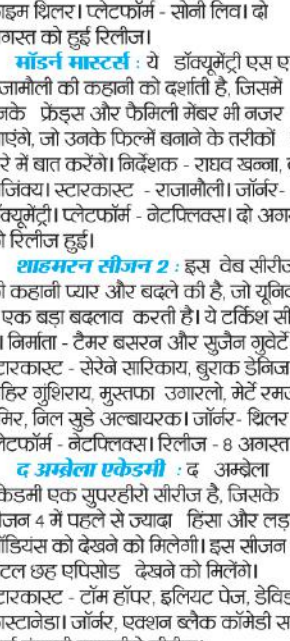 ाइम थ्रिलर। प्लेटफॉर्म - सोनी लिव। दो
गस्त को हुई रिलीज।
मॉडर्न मास्टर्स : ये डॉक्यूमेंट्री एस ए
जामौली की कहानी को दर्शाती है, जिसमें
नके फ्रेंड्स और फैमिली मेंबर भी नजर
गाएंगे, जो उनके फिल्में बनाने के तरीकों
रे में बात करेंगे। निर्देशक - राघव खन्ना,
जिंक्य। स्टारकास्ट - राजामौली। जॉर्नर-
क्यूमेंट्री। प्लेटफॉर्म - नेटफ्लिक्स। दो अग
ो रिलीज हुई।
शाहमरन सीजन 2 : इस वेब सीरीज
ो कहानी प्यार और बदले की है, जो यूनिव
एक बड़ा बदलाव करती है। ये टर्किश सी
। निर्माता - टैमर बसरन और सुजैन गुवेर्टे
टारकास्ट - सेरेने सारिकाय, बुराक डेनिज
हिर गुंशिराय, मुस्तफा उगारलो, मेर्टे रमज
मिर, निल सुडे अल्बायरक। जॉर्नर- थ्रिलर
लेटफॉर्म - नेटफ्लिक्स। रिलीज - 8 अगस्त
द अम्ब्रेला एकेडमी : द अम्ब्रेला
केडमी एक सुपरहीरो सीरीज है, जिसके
ीजन 4 में पहले से ज्यादा हिंसा और लड़
ॉडियंस को देखने को मिलेगी। इस सीजन
टल छह एपिसोड देखने को मिलेंगे।
टारकास्ट - टॉम हॉपर, इलियट पेज, डेविड
गस्टानेडा। जॉर्नर, एक्शन ब्लैक कॉमेडी स